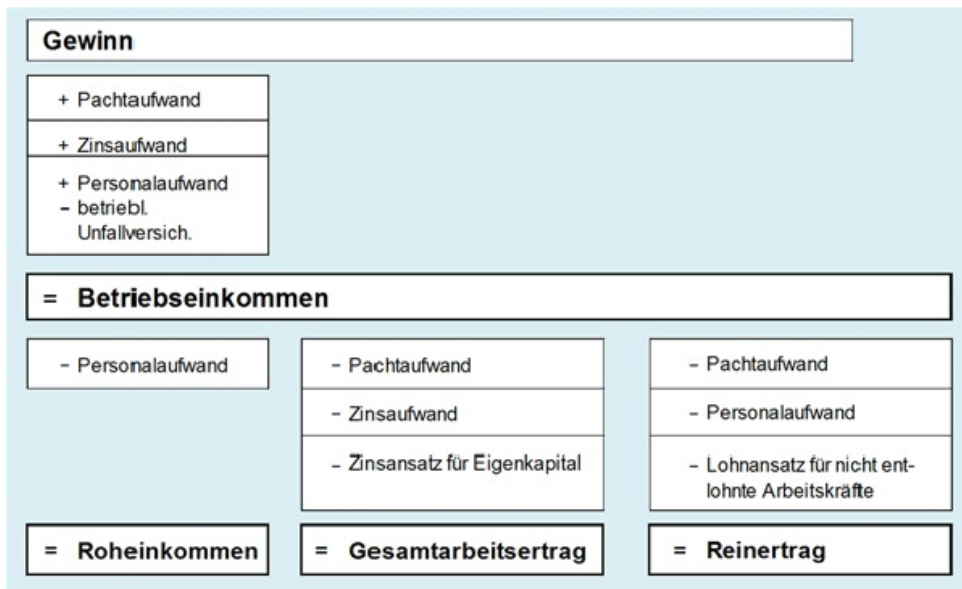 Gewinn
+ Pachtaufwand
+ Zinsaufwand
+ Personalaufwand
– betriebl.
Unfallversich.
= Betriebseinkommen
– Personalaufwand
– Pachtaufwand
– Zinsaufwand
– Zinsansatz für Eigenkapital
– Pachtaufwand
– Personalaufwand
– Lohnansatz für nicht ent-
lohnte Arbeitskräfte
= Roheinkommen
= Gesamtarbeitsertrag
= Reinertrag